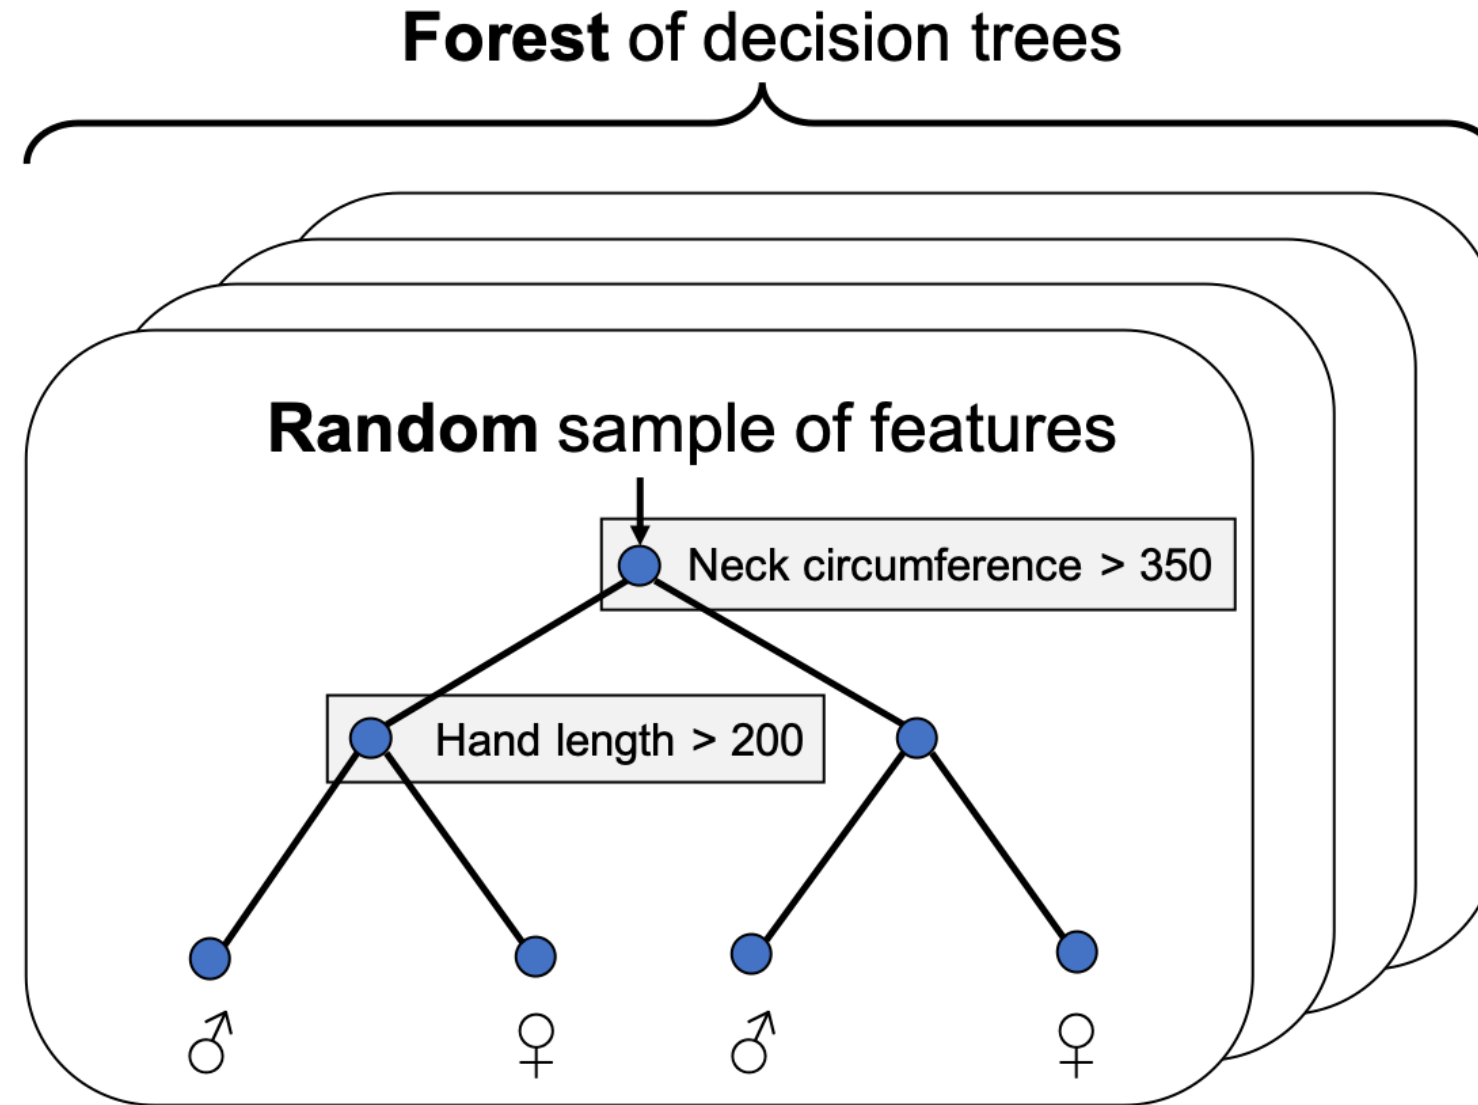 Forest of decision trees
Random sample of features
Neck circumference > 350
Hand length > 200
♂ ♀ ♂ ♀